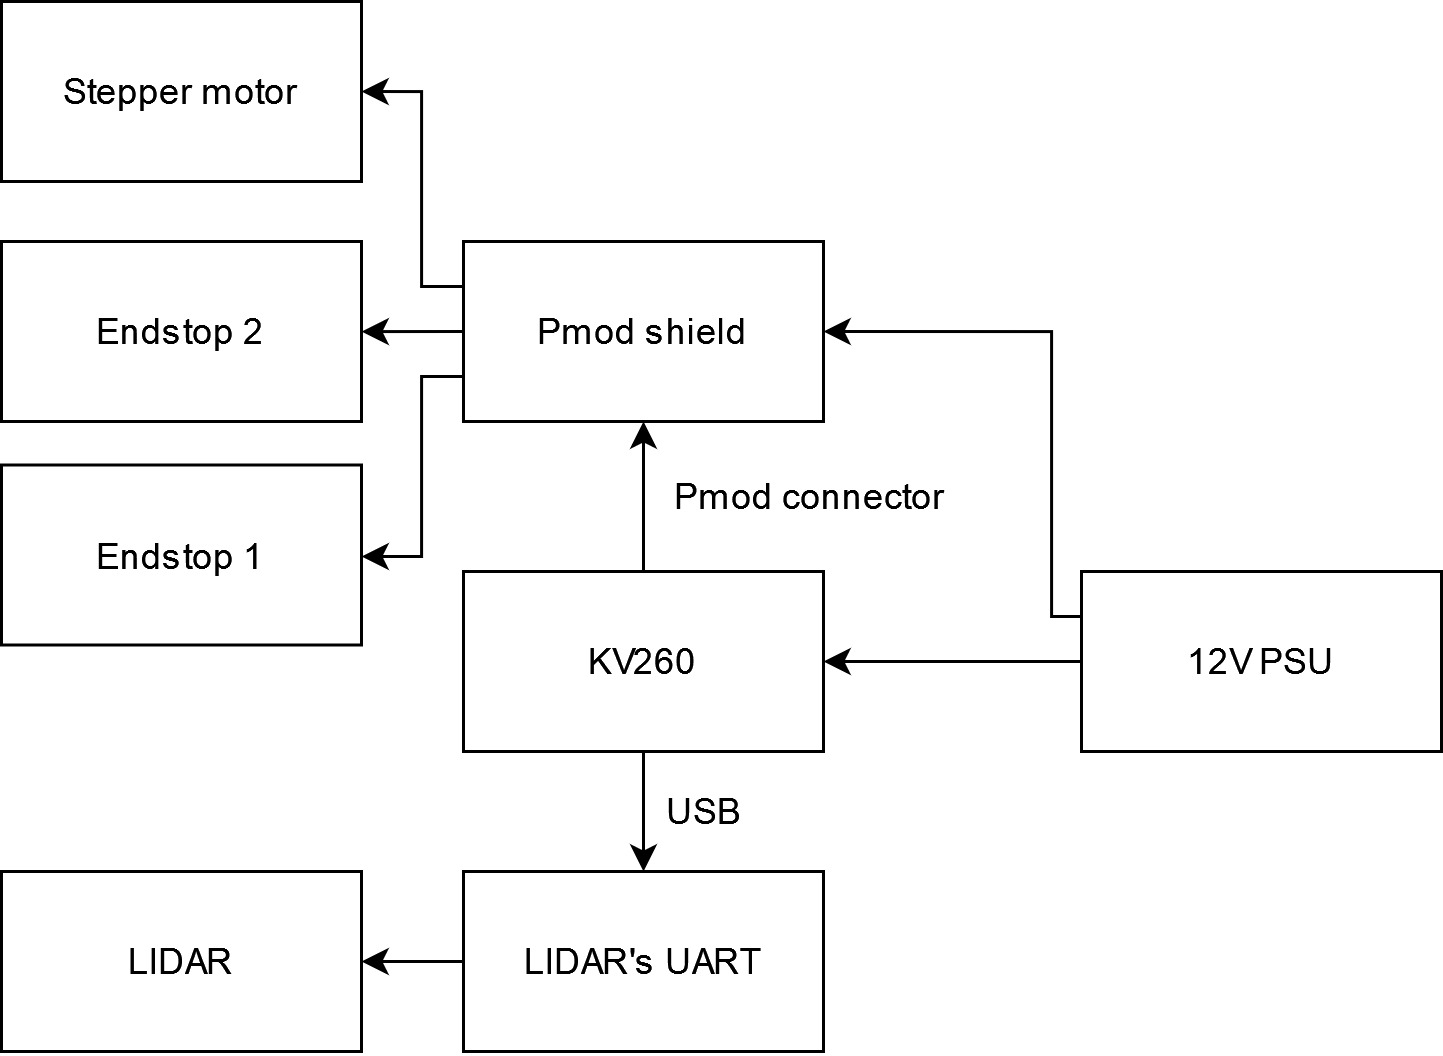 Stepper motor
Endstop 2
Pmod shield
Pmod connector
Endstop 1
KV260
12V PSU
USB
LIDAR
LIDAR's UART